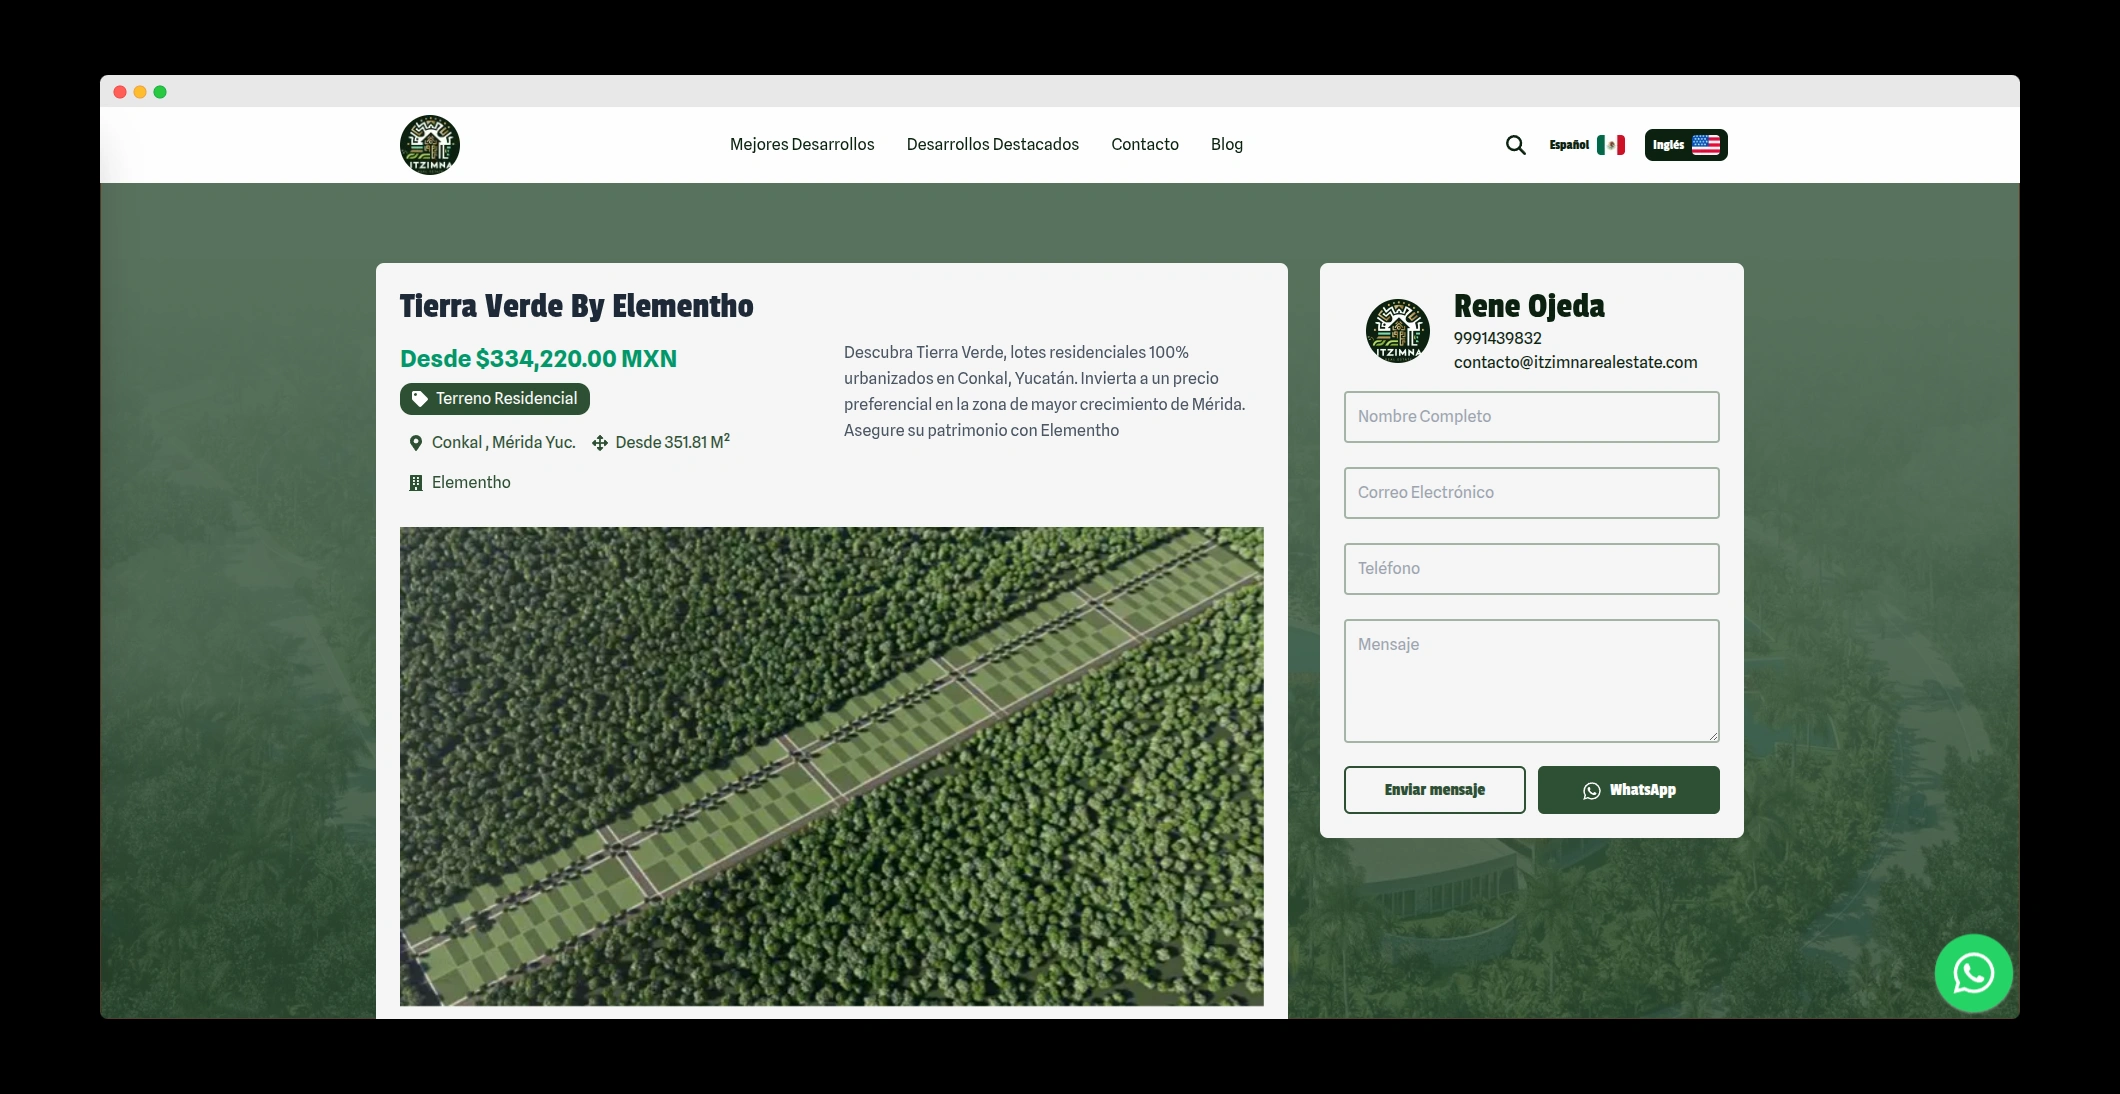 ITZIMNA
Mejores Desarrollos
Desarrollos Destacados
Contacto
Blog
Español
Inglés
Tierra Verde By Elementho
Desde $334,220.00 MXN
Terreno Residencial
Conkal , Mérida Yuc.
Desde 351.81 M²
Elementho
Descubra Tierra Verde, lotes residenciales 100%
urbanizados en Conkal, Yucatán. Invierta a un precio
preferencial en la zona de mayor crecimiento de Mérida.
Asegure su patrimonio con Elementho
ITZIMNA
Rene Ojeda
9991439832
contacto@itzimnarealestate.com
Nombre Completo
Correo Electrónico
Teléfono
Mensaje
Enviar mensaje
WhatsApp